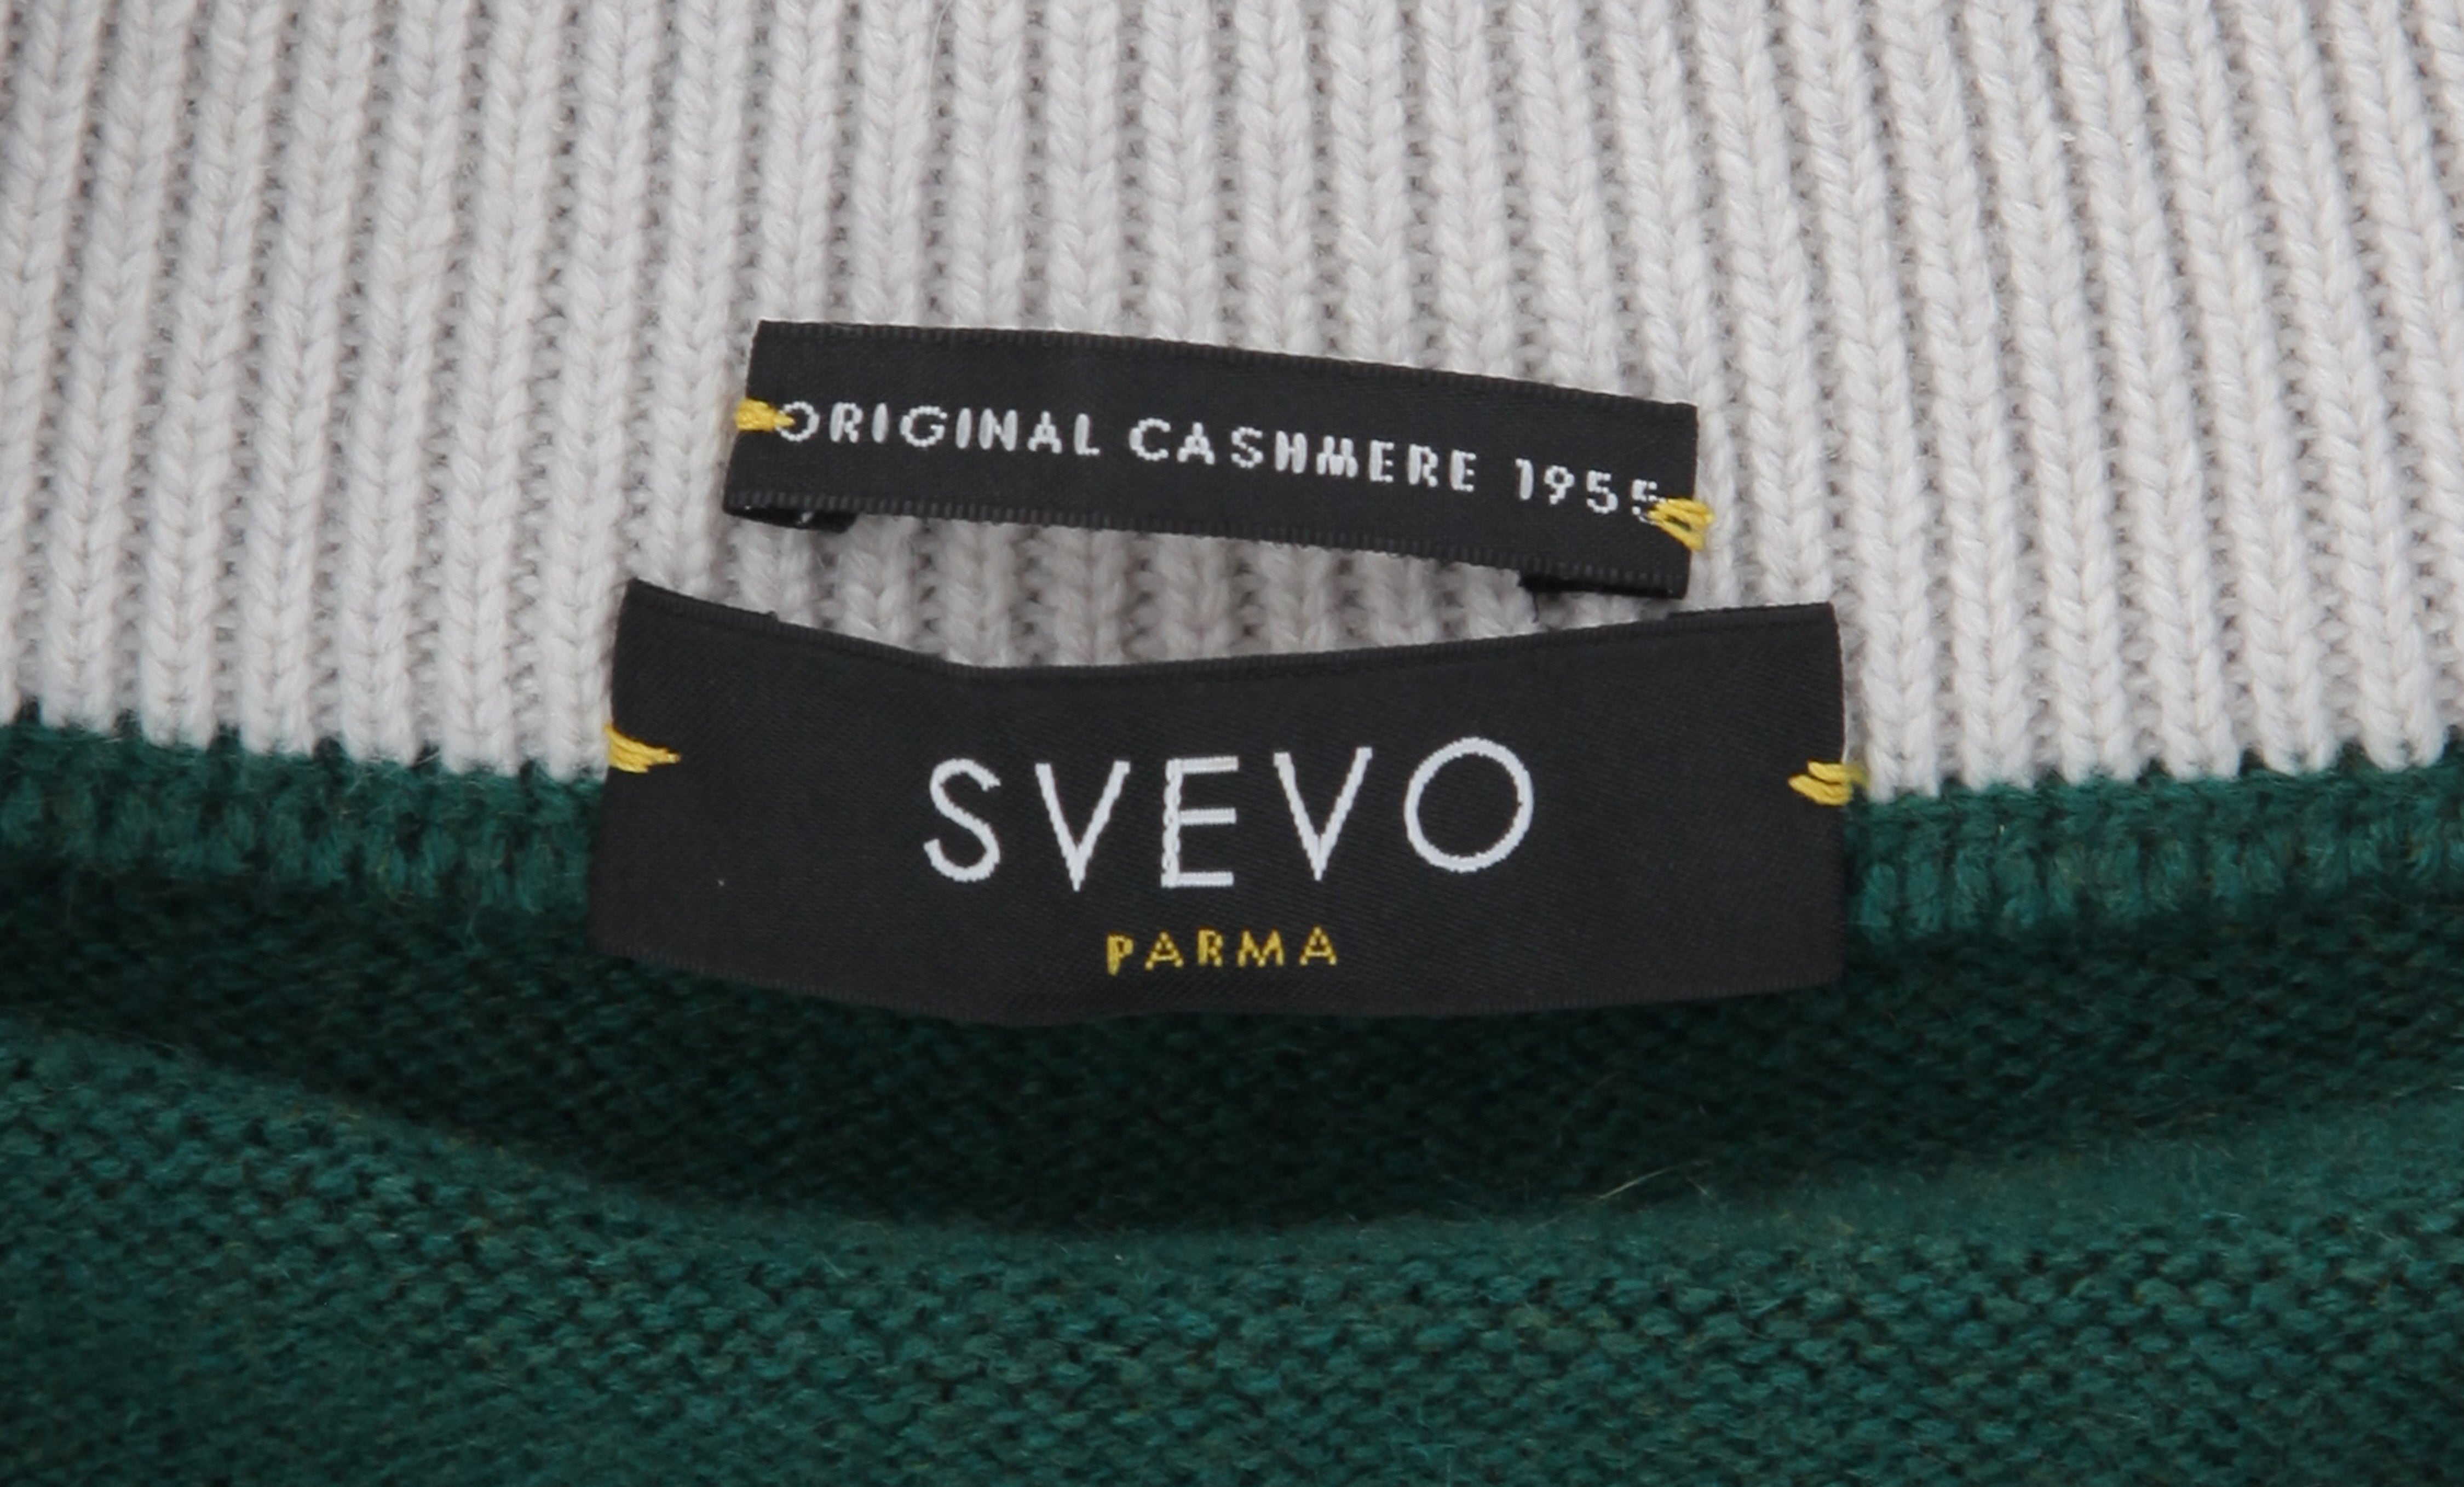 ORIGINAL CASHMERE 1955
SVEVO
PARMA